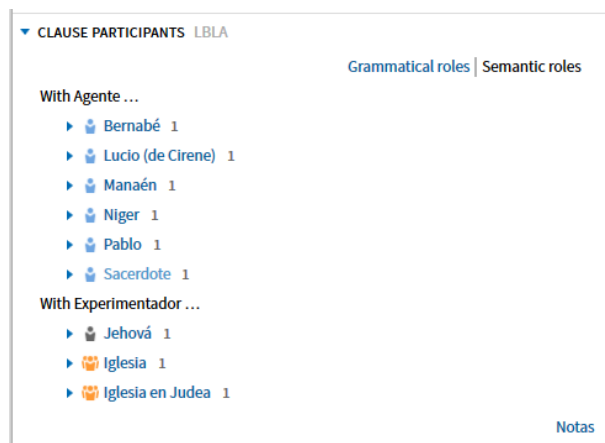 CLAUSE PARTICIPANTS LBLA
Grammatical roles | Semantic roles
With Agente ...
Bernabé 1
Lucio (de Cirene) 1
Manaén 1
Niger 1
Pablo 1
Sacerdote 1
With Experimentador ...
Jehová 1
Iglesia 1
Iglesia en Judea 1
Notas